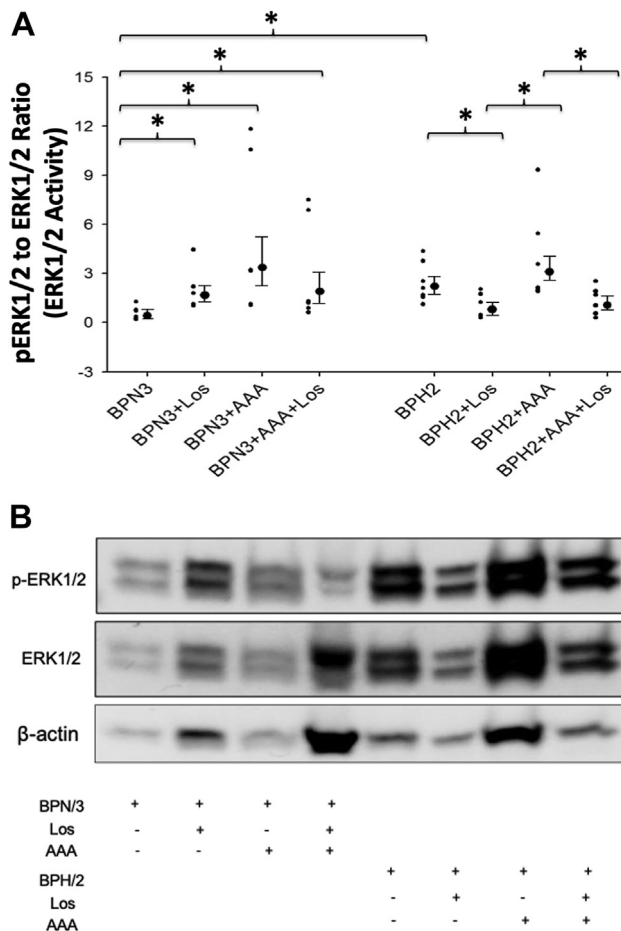 A
*
*
*
*
*
*
*
pERK1/2 to ERK1/2 Ratio
(ERK1/2 Activity)
15
12
9
6
3
0
-3
BPN3
BPN3+Los
BPN3+AAA
BPN3+AAA+Los
BPH2
BPH2+Los
BPH2+AAA
BPH2+AAA+Los
B
p-ERK1/2
ERK1/2
β-actin
BPN/3 + + + +
Los - + - +
AAA - - + +
BPH/2 + + + +
Los - + - +
AAA - - + +